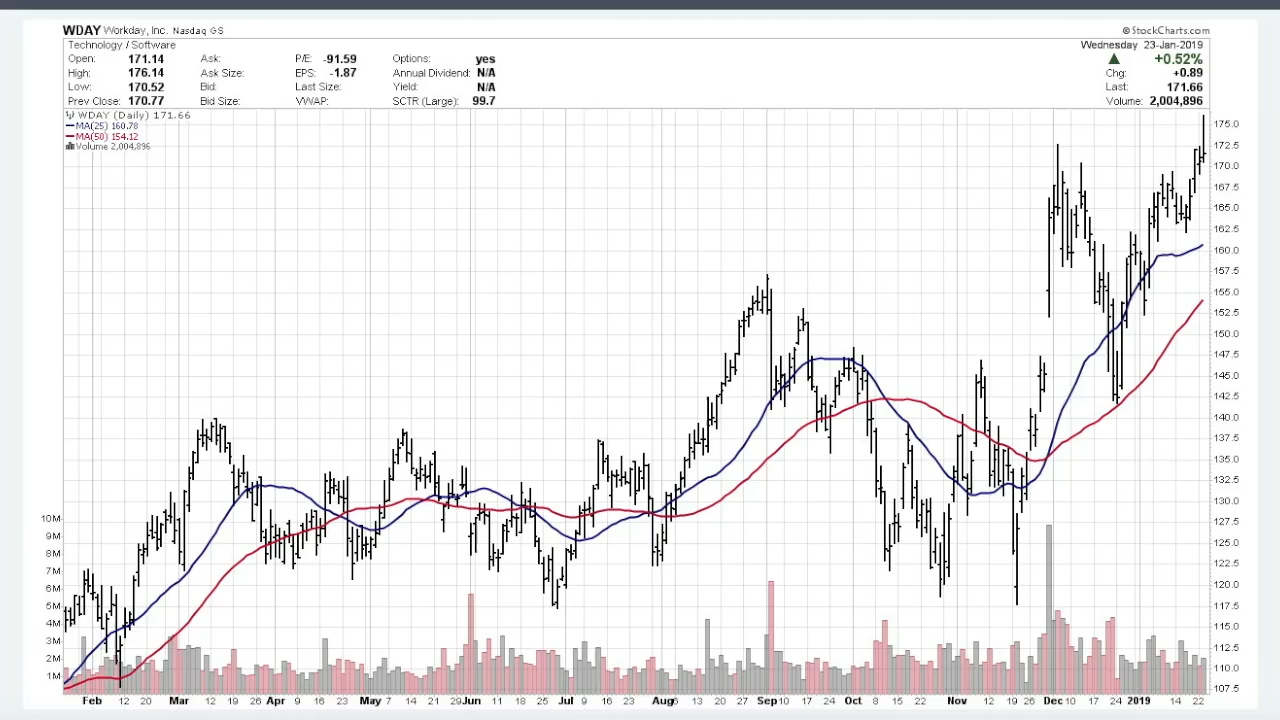 WDAY Workday, Inc. Nasdaq GS © StockCharts.com
Technology / Software Wednesday 23-Jan-2019
Open: 171.14 Ask: P/E: -91.59 Options: yes ▲ +0.52%
High: 176.14 Ask Size: EPS: -1.87 Annual Dividend: N/A Chg: +0.89
Low: 170.52 Bid: Last Size: Yield: N/A Last: 171.66
Prev Close: 170.77 Bid Size: VWAP: SCTR (Large): 99.7 Volume: 2,004,896
WDAY (Daily) 171.66
MA(25) 160.78
MA(50) 154.12
Volume 2,004,896
175.0
172.5
170.0
167.5
165.0
162.5
160.0
157.5
155.0
152.5
150.0
147.5
145.0
142.5
140.0
137.5
135.0
132.5
130.0
127.5
125.0
122.5
120.0
117.5
115.0
112.5
110.0
107.5
10M
9M
8M
7M
6M
5M
4M
3M
2M
1M
Feb 12 20 Mar 12 19 26 Apr 9 16 23 May 7 14 21 29 Jun 11 18 25 Jul 9 16 23 Aug 6 13 20 27 Sep 10 17 24 Oct 8 15 22 Nov 12 19 26 Dec 10 17 24 2019 14 22